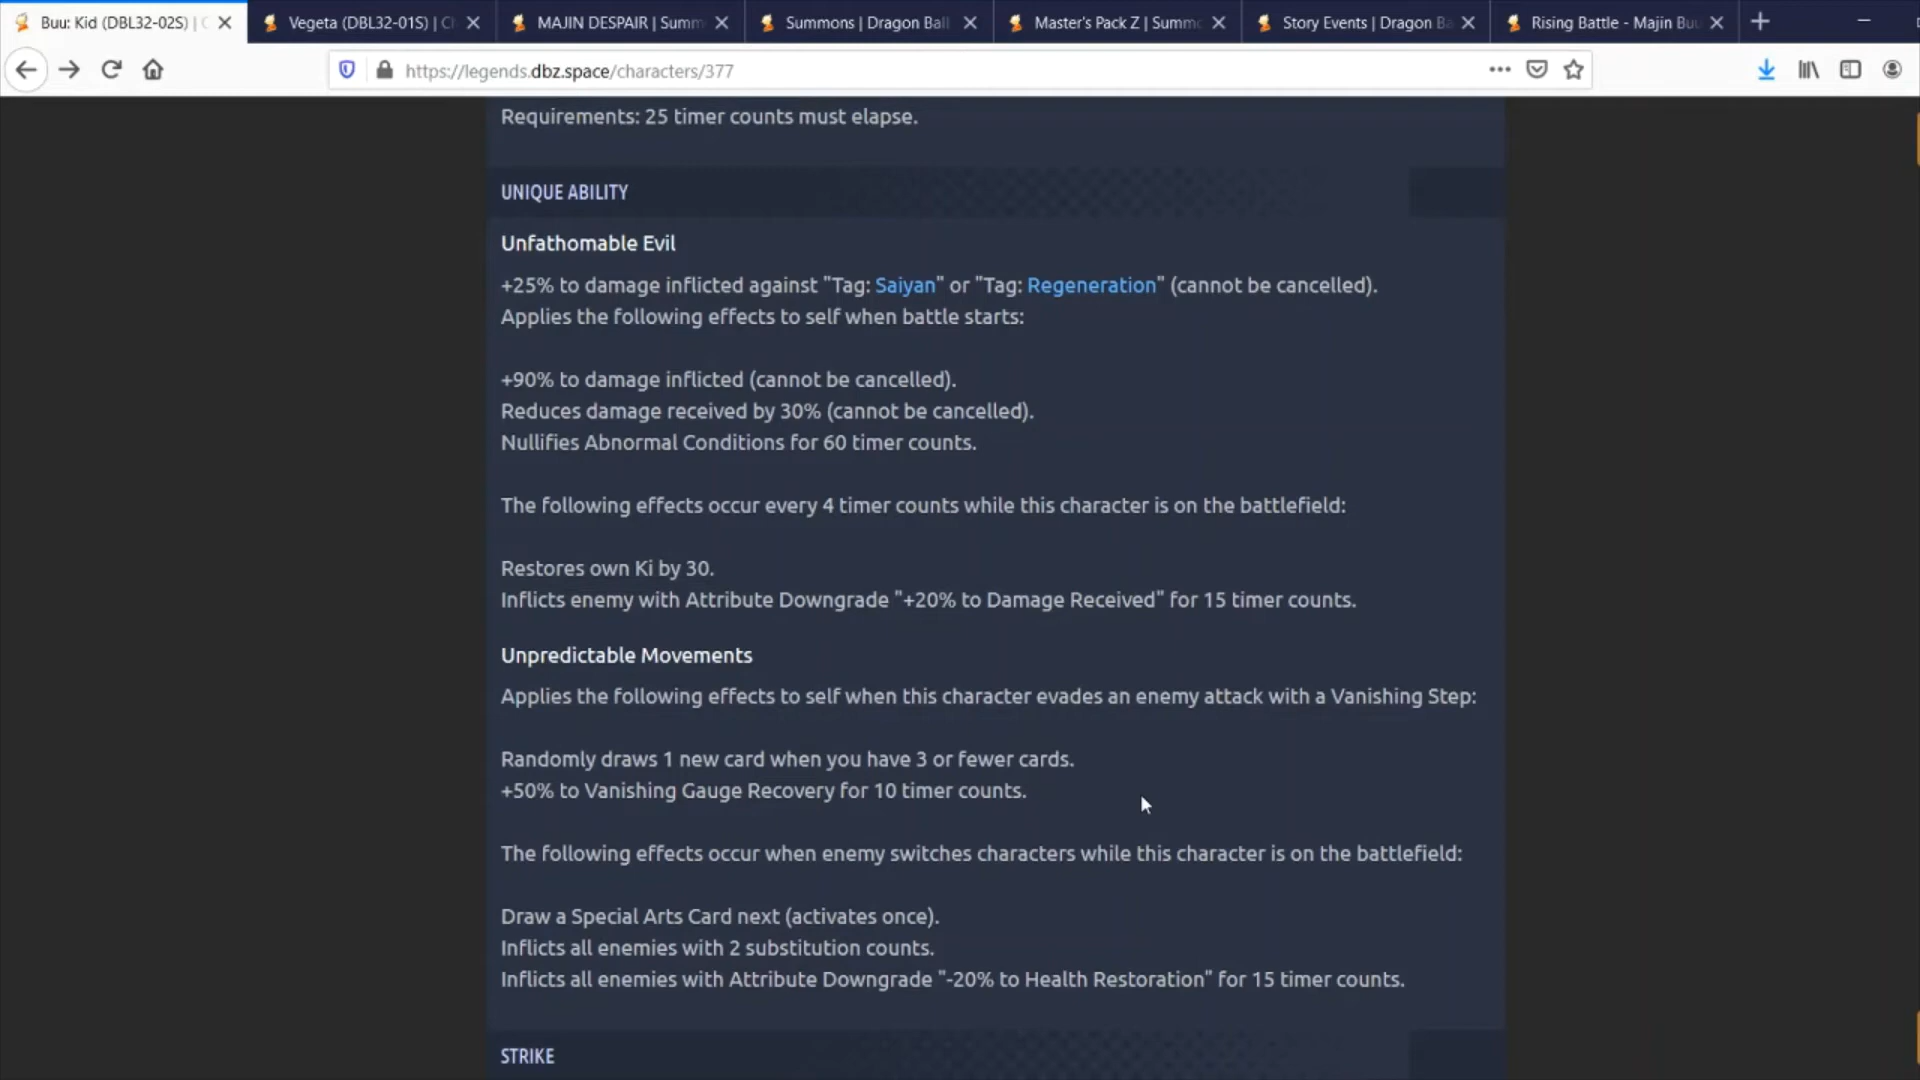 Buu: Kid (DBL32-02S) |
Vegeta (DBL32-01S) |
MAJIN DESPAIR | Summ
Summons | Dragon Ball
Master's Pack Z | Summ
Story Events | Dragon B
Rising Battle - Majin Bu
https://legends.dbz.space/characters/377
Requirements: 25 timer counts must elapse.
UNIQUE ABILITY
Unfathomable Evil
+25% to damage inflicted against "Tag: Saiyan" or "Tag: Regeneration" (cannot be cancelled).
Applies the following effects to self when battle starts:
+90% to damage inflicted (cannot be cancelled).
Reduces damage received by 30% (cannot be cancelled).
Nullifies Abnormal Conditions for 60 timer counts.
The following effects occur every 4 timer counts while this character is on the battlefield:
Restores own Ki by 30.
Inflicts enemy with Attribute Downgrade "+20% to Damage Received" for 15 timer counts.
Unpredictable Movements
Applies the following effects to self when this character evades an enemy attack with a Vanishing Step:
Randomly draws 1 new card when you have 3 or fewer cards.
+50% to Vanishing Gauge Recovery for 10 timer counts.
The following effects occur when enemy switches characters while this character is on the battlefield:
Draw a Special Arts Card next (activates once).
Inflicts all enemies with 2 substitution counts.
Inflicts all enemies with Attribute Downgrade "-20% to Health Restoration" for 15 timer counts.
STRIKE